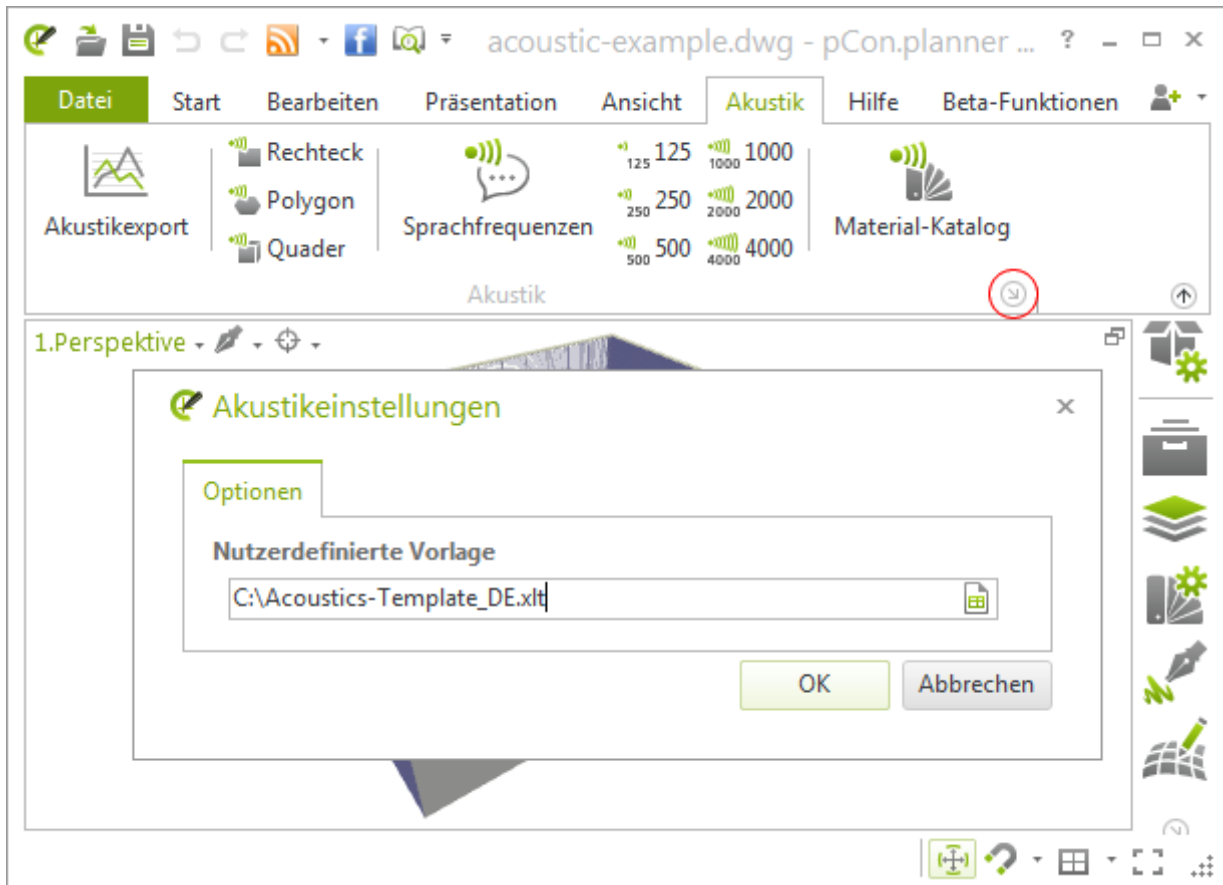 acoustic-example.dwg - pCon.planner ... ?
Datei Start Bearbeiten Präsentation Ansicht Akustik Hilfe Beta-Funktionen
Akustikexport
Rechteck
Polygon
Quader
Sprachfrequenzen
125 125 1000 1000
250 250 2000 2000
500 500 4000 4000
Material-Katalog
Akustik
1.Perspektive
Akustikeinstellungen
Optionen
Nutzerdefinierte Vorlage
C:\Acoustics-Template_DE.xlt
OK Abbrechen